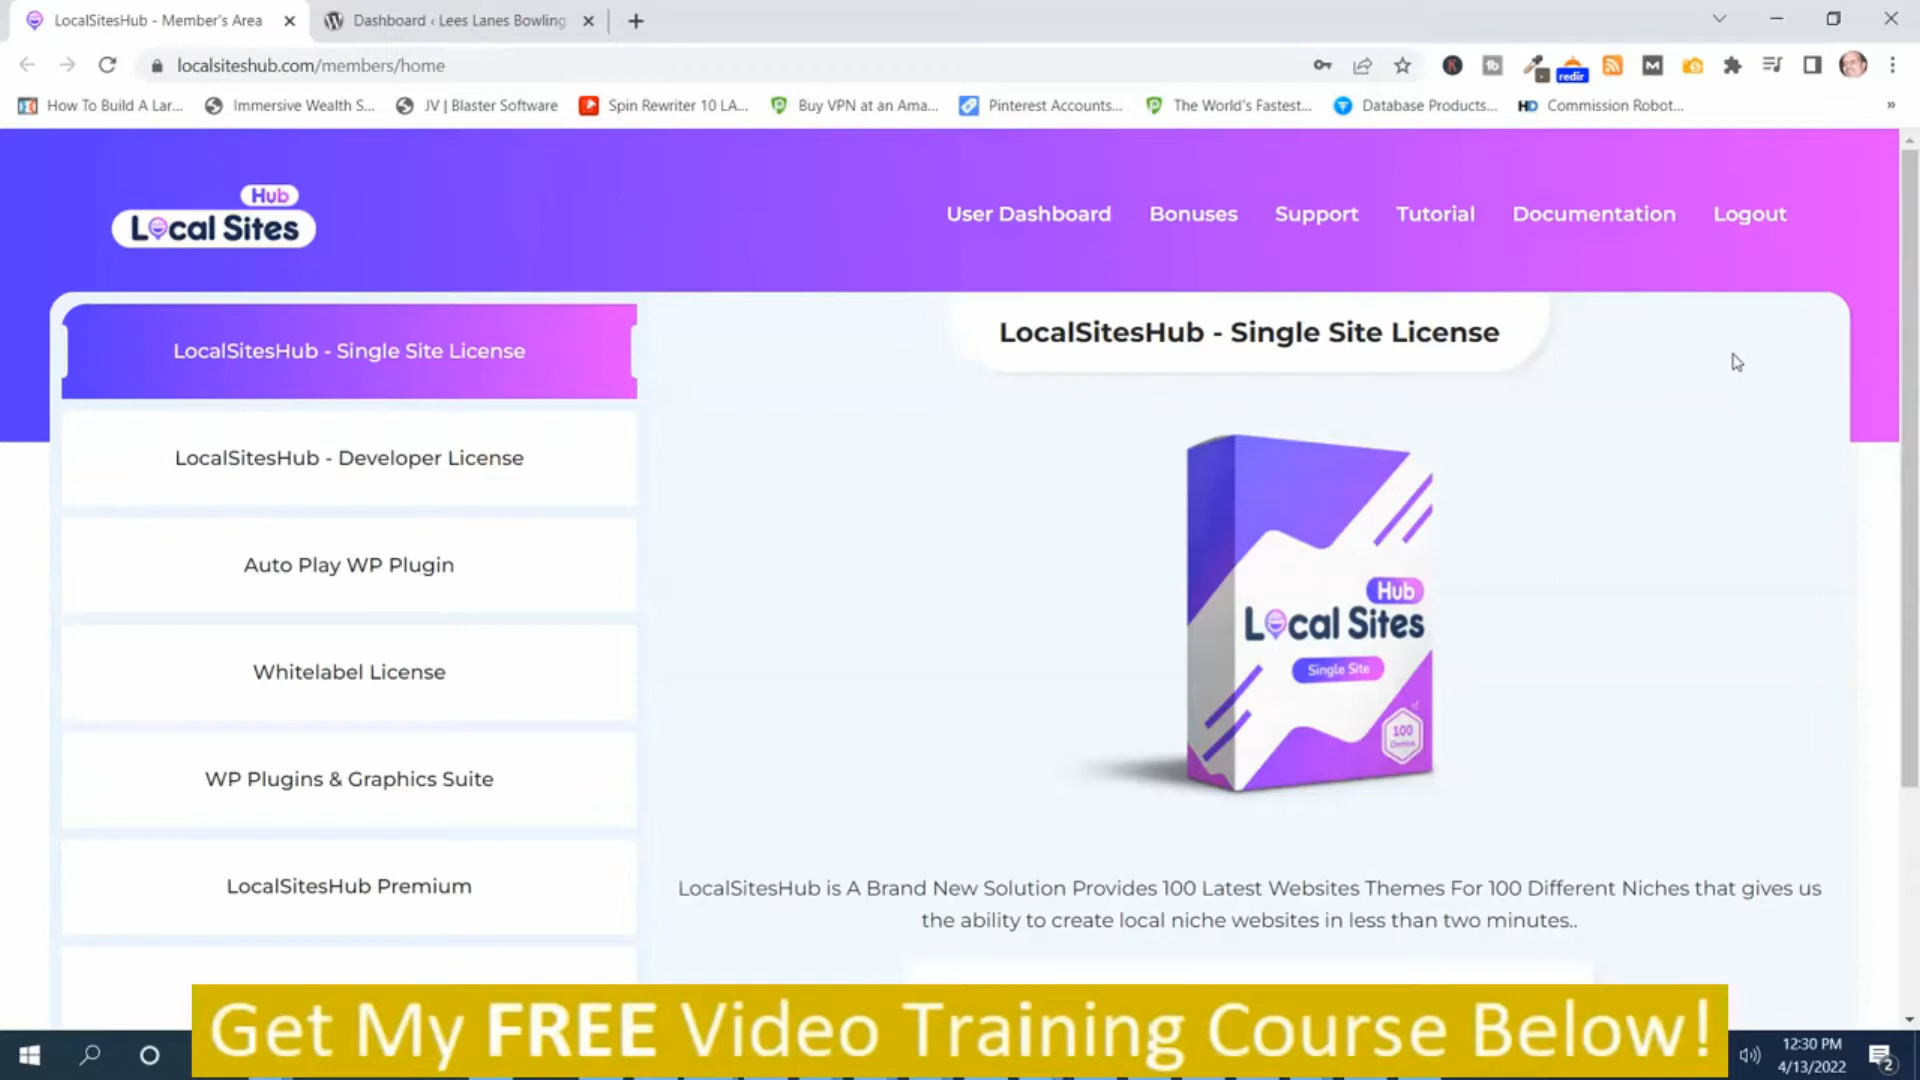 LocalSitesHub - Member's Area
Dashboard ‹ Lees Lanes Bowling
localsiteshub.com/members/home
redir
How To Build A Lar...
Immersive Wealth S...
JV | Blaster Software
Spin Rewriter 10 LA...
Buy VPN at an Ama...
Pinterest Accounts...
The World's Fastest...
Database Products...
HD Commission Robot...
»
Hub
Local Sites
User Dashboard
Bonuses
Support
Tutorial
Documentation
Logout
LocalSitesHub - Single Site License
LocalSitesHub - Developer License
Auto Play WP Plugin
Whitelabel License
WP Plugins & Graphics Suite
LocalSitesHub Premium
LocalSitesHub - Single Site License
Hub
Local Sites
Single Site
100
Demos
LocalSitesHub is A Brand New Solution Provides 100 Latest Websites Themes For 100 Different Niches that gives us
the ability to create local niche websites in less than two minutes..
Get My FREE Video Training Course Below!
12:30 PM
4/13/2022
2